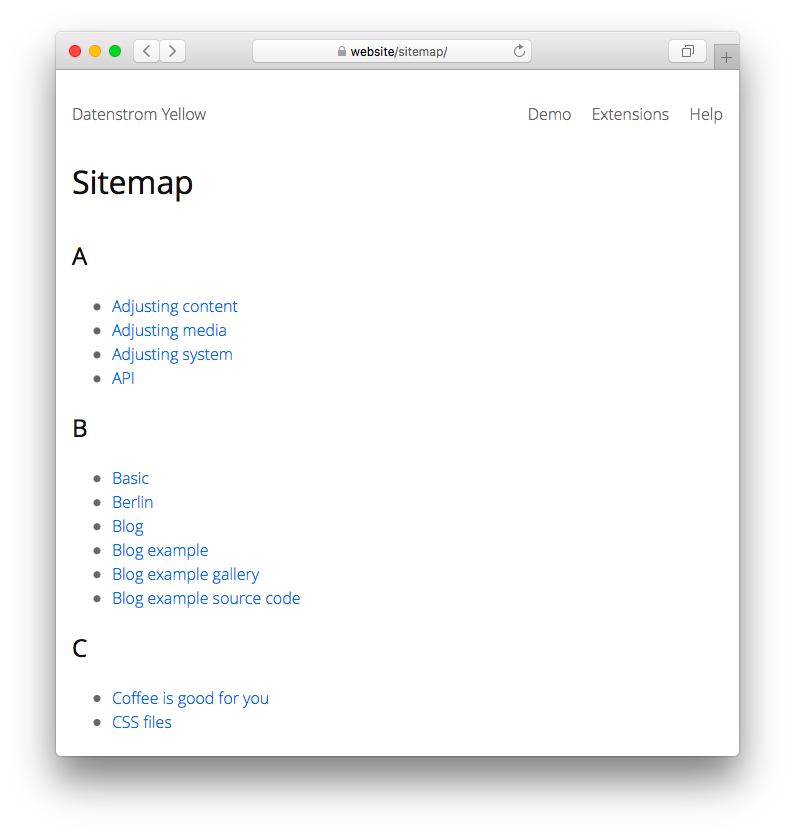 website/sitemap/
Datenstrom Yellow Demo Extensions Help
Sitemap
A
Adjusting content
Adjusting media
Adjusting system
API
B
Basic
Berlin
Blog
Blog example
Blog example gallery
Blog example source code
C
Coffee is good for you
CSS files